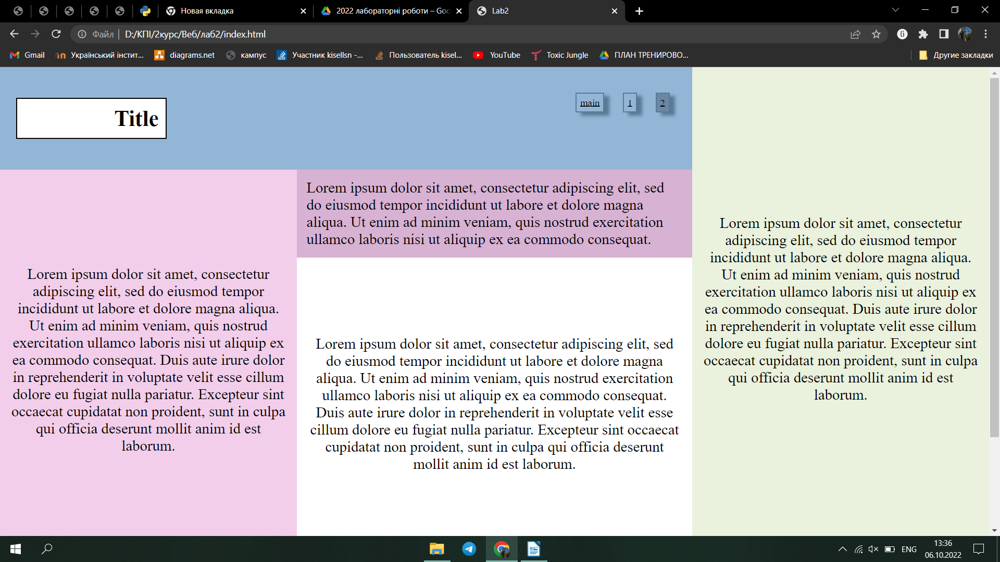 Новая вкладка
2022 лабораторні роботи – Goo
Lab2
Файл
D:/КПІ/2курс/Веб/лаб2/index.html
Gmail
Український інстит...
diagrams.net
кампус
Участник kisellsn -...
Пользователь kisel...
YouTube
Toxic Jungle
ПЛАН ТРЕНИРОВО...
Другие закладки
Title
main
1
2
Lorem ipsum dolor sit amet, consectetur
adipiscing elit, sed do eiusmod tempor
incididunt ut labore et dolore magna aliqua.
Ut enim ad minim veniam, quis nostrud
exercitation ullamco laboris nisi ut aliquip ex
ea commodo consequat. Duis aute irure dolor
in reprehenderit in voluptate velit esse cillum
dolore eu fugiat nulla pariatur. Excepteur sint
occaecat cupidatat non proident, sunt in culpa
qui officia deserunt mollit anim id est
laborum.
Lorem ipsum dolor sit amet, consectetur adipiscing elit, sed
do eiusmod tempor incididunt ut labore et dolore magna
aliqua. Ut enim ad minim veniam, quis nostrud exercitation
ullamco laboris nisi ut aliquip ex ea commodo consequat.
Lorem ipsum dolor sit amet, consectetur adipiscing elit, sed
do eiusmod tempor incididunt ut labore et dolore magna
aliqua. Ut enim ad minim veniam, quis nostrud exercitation
ullamco laboris nisi ut aliquip ex ea commodo consequat.
Duis aute irure dolor in reprehenderit in voluptate velit esse
cillum dolore eu fugiat nulla pariatur. Excepteur sint occaecat
cupidatat non proident, sunt in culpa qui officia deserunt
mollit anim id est laborum.
Lorem ipsum dolor sit amet, consectetur
adipiscing elit, sed do eiusmod tempor
incididunt ut labore et dolore magna aliqua.
Ut enim ad minim veniam, quis nostrud
exercitation ullamco laboris nisi ut aliquip ex
ea commodo consequat. Duis aute irure dolor
in reprehenderit in voluptate velit esse cillum
dolore eu fugiat nulla pariatur. Excepteur sint
occaecat cupidatat non proident, sunt in culpa
qui officia deserunt mollit anim id est
laborum.
ENG
13:36
06.10.2022